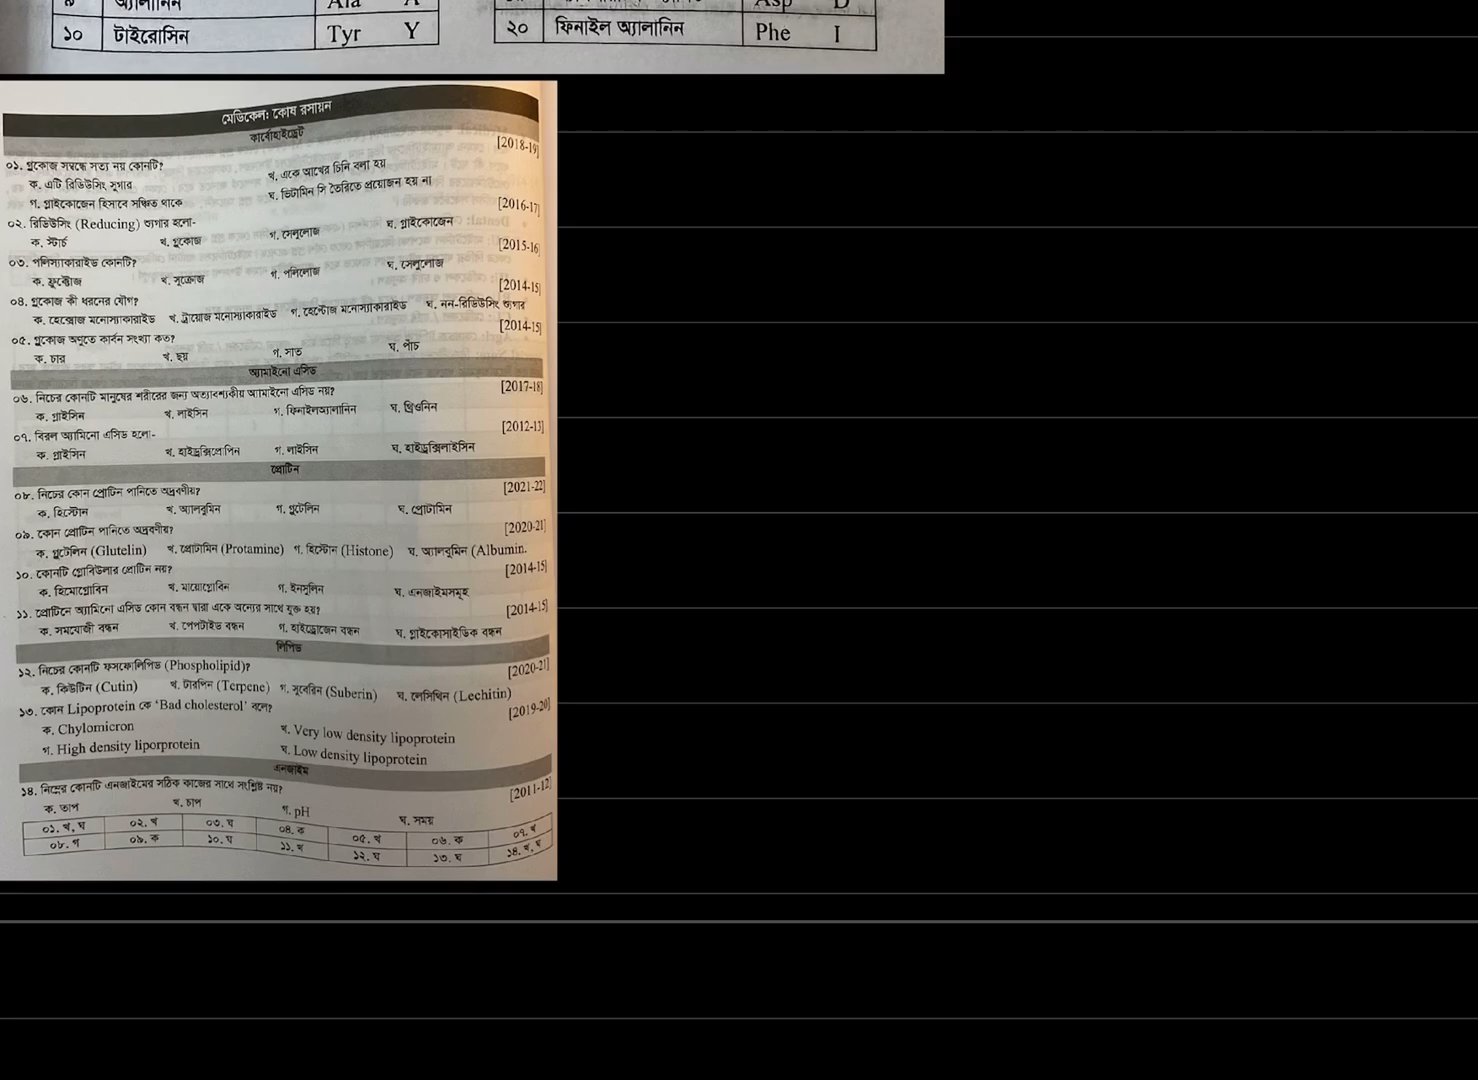 ৯ অ্যালানিন Ala A Asp D
১০ টাইরোসিন Tyr Y ২০ ফিনাইল অ্যালানিন Phe I
মেডিকেল: কোষ রসায়ন
কার্বোহাইড্রেট
০১. গ্লুকোজ সম্বন্ধে সত্য নয় কোনটি? [2018-19]
ক. এটি রিডিউসিং সুগার খ. একে আখের চিনি বলা হয়
গ. গ্লাইকোজেন হিসাবে সঞ্চিত থাকে ঘ. ভিটামিন সি তৈরিতে প্রয়োজন হয় না
০২. রিডিউসিং (Reducing) শুগার হলো- [2016-17]
ক. স্টার্চ খ. গ্লুকোজ গ. সেলুলোজ ঘ. গ্লাইকোজেন
০৩. পলিস্যাকারাইড কোনটি? [2015-16]
ক. ফ্রুক্টোজ খ. সুক্রোজ গ. পলিলোজ ঘ. সেলুলোজ
০৪. গ্লুকোজ কী ধরনের যৌগ? [2014-15]
ক. হেক্সোজ মনোস্যাকারাইড খ. ট্রায়োজ মনোস্যাকারাইড গ. হেপ্টোজ মনোস্যাকারাইড ঘ. নন-রিডিউসিং শুগার
০৫. গ্লুকোজ অণুতে কার্বন সংখ্যা কত? [2014-15]
ক. চার খ. ছয় গ. সাত ঘ. পাঁচ
অ্যামাইনো এসিড
০৬. নিচের কোনটি মানুষের শরীরের জন্য অত্যাবশ্যকীয় অ্যামাইনো এসিড নয়? [2017-18]
ক. গ্লাইসিন খ. লাইসিন গ. ফিনাইলঅ্যালানিন ঘ. থ্রিওনিন
০৭. বিরল অ্যামিনো এসিড হলো- [2012-13]
ক. গ্লাইসিন খ. হাইড্রক্সিপ্রোপিন গ. লাইসিন ঘ. হাইড্রক্সিলাইসিন
প্রোটিন
০৮. নিচের কোন প্রোটিন পানিতে অদ্রবণীয়? [2021-22]
ক. হিস্টোন খ. অ্যালবুমিন গ. গ্লুটেলিন ঘ. প্রোটামিন
০৯. কোন প্রোটিন পানিতে অদ্রবণীয়? [2020-21]
ক. গ্লুটেলিন (Glutelin) খ. প্রোটামিন (Protamine) গ. হিস্টোন (Histone) ঘ. অ্যালবুমিন (Albumin.
১০. কোনটি গ্লোবিউলার প্রোটিন নয়? [2014-15]
ক. হিমোগ্লোবিন খ. মায়োগ্লোবিন গ. ইনসুলিন ঘ. এনজাইমসমূহ
১১. প্রোটিনে অ্যামিনো এসিড কোন বন্ধন দ্বারা একে অন্যের সাথে যুক্ত হয়? [2014-15]
ক. সমযোজী বন্ধন খ. পেপটাইড বন্ধন গ. হাইড্রোজেন বন্ধন ঘ. গ্লাইকোসাইডিক বন্ধন
লিপিড
১২. নিচের কোনটি ফসফোলিপিড (Phospholipid)? [2020-21]
ক. কিউটিন (Cutin) খ. টারপিন (Terpene) গ. সুবেরিন (Suberin) ঘ. লেসিথিন (Lechitin)
১৩. কোন Lipoprotein কে ‘Bad cholesterol’ বলে? [2019-20]
ক. Chylomicron খ. Very low density lipoprotein
গ. High density liporprotein ঘ. Low density lipoprotein
এনজাইম
১৪. নিম্নের কোনটি এনজাইমের সঠিক কাজের সাথে সংশ্লিষ্ট নয়? [2011-12]
ক. তাপ খ. চাপ গ. pH ঘ. সময়
০১. খ, ঘ ০২. খ ০৩. ঘ ০৪. ক ০৫. খ ০৬. ক ০৭. খ
০৮. গ ০৯. ক ১০. ঘ ১১. খ ১২. ঘ ১৩. ঘ ১৪. খ, ঘ